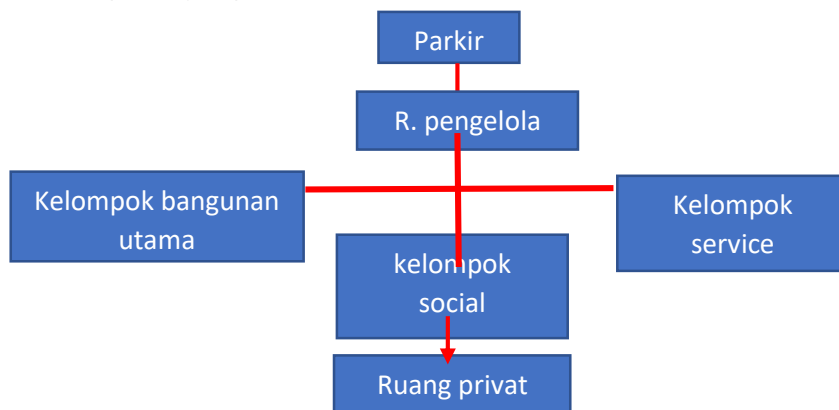 Parkir
R. pengelola
Kelompok bangunan
utama
Kelompok
service
kelompok
social
Ruang privat